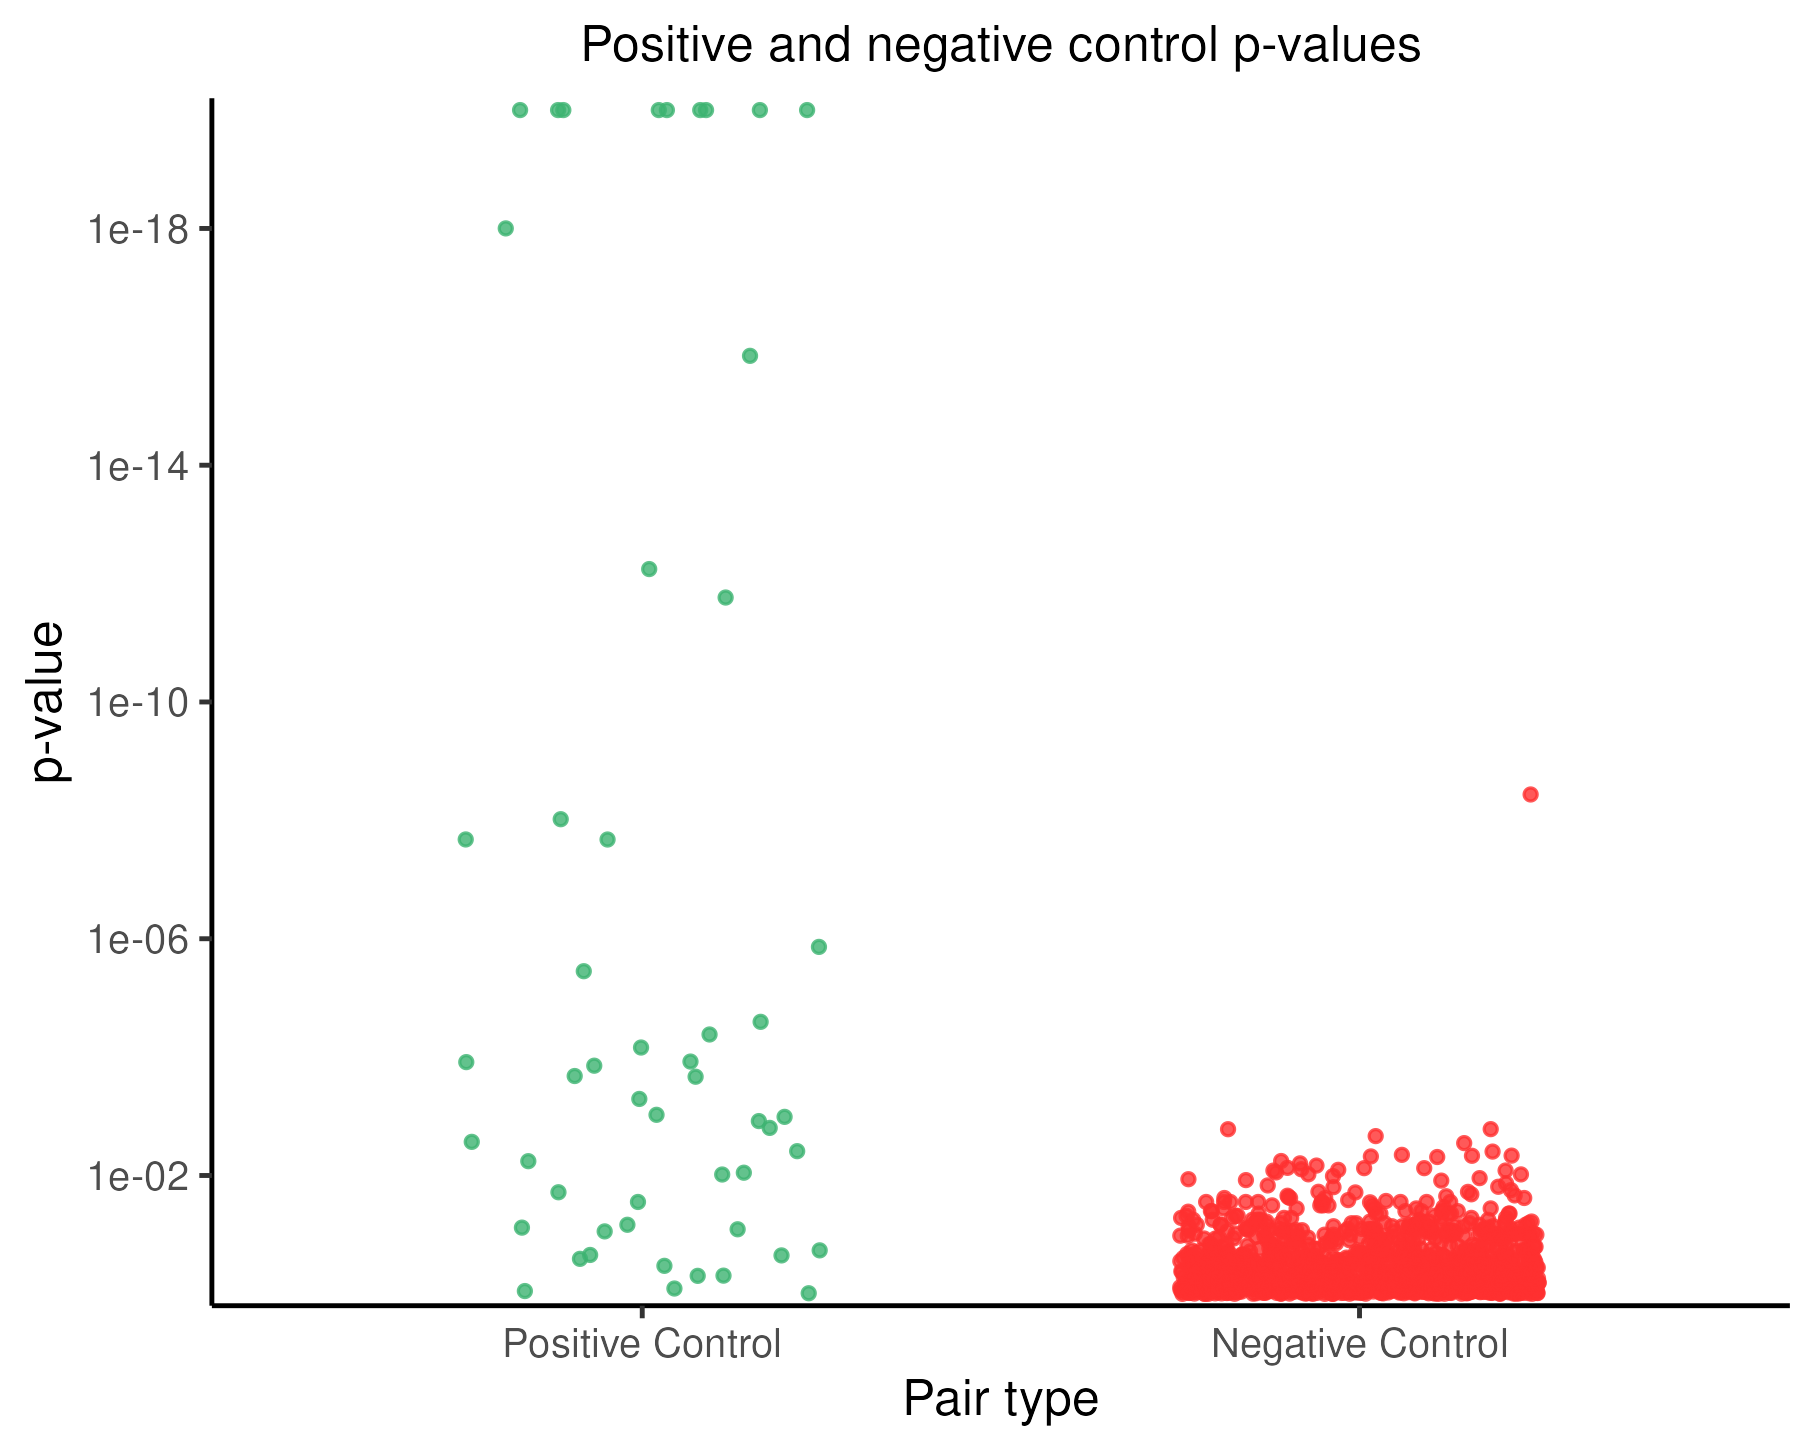 Positive and negative control p-values
p-value
1e-18
1e-14
1e-10
1e-06
1e-02
Positive Control
Negative Control
Pair type